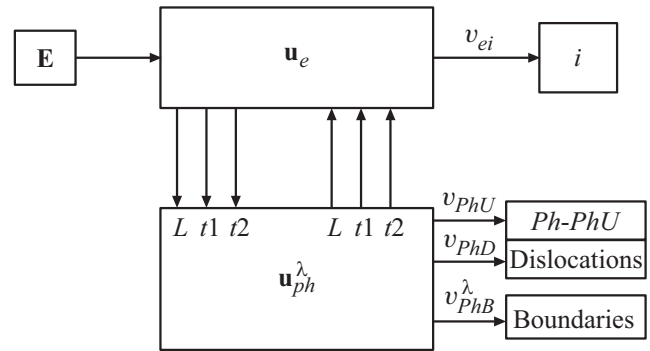 E
u_e
v_ei
i
L t1 t2 L t1 t2
u_ph^λ
v_PhU
Ph-PhU
v_PhD
Dislocations
v_PhB^λ
Boundaries